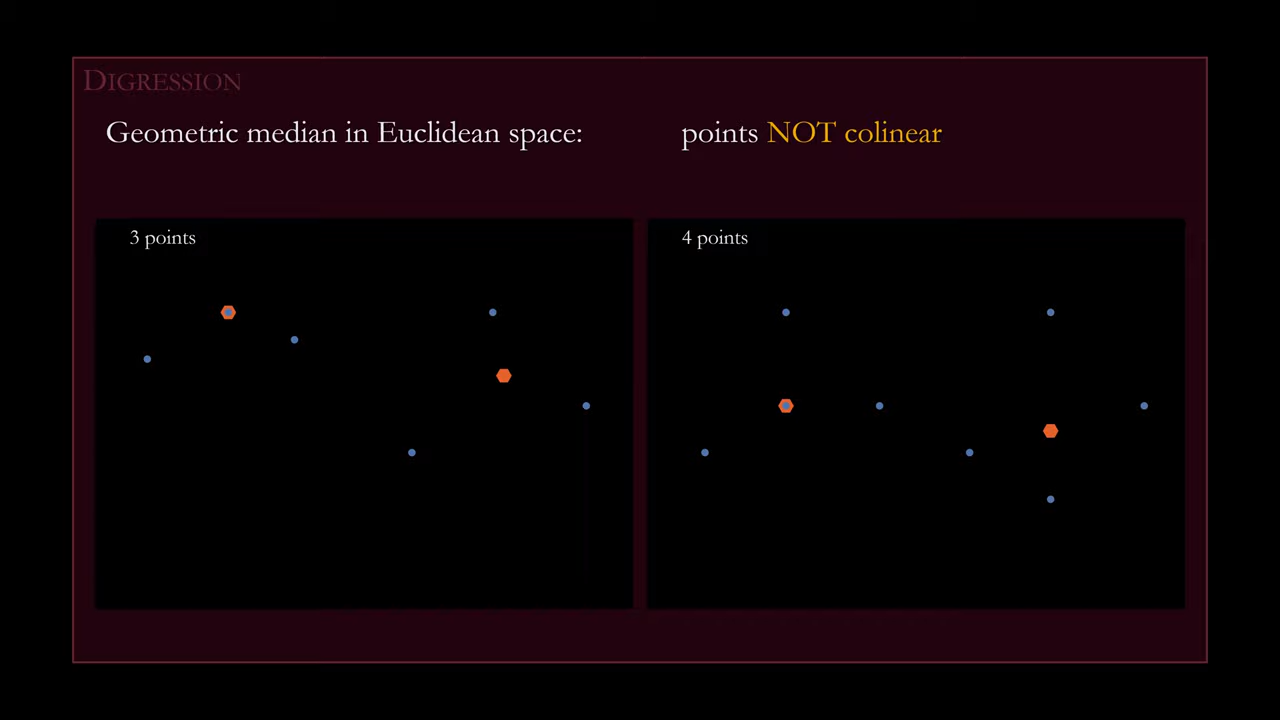 DIGRESSION
Geometric median in Euclidean space: points NOT colinear
3 points
4 points